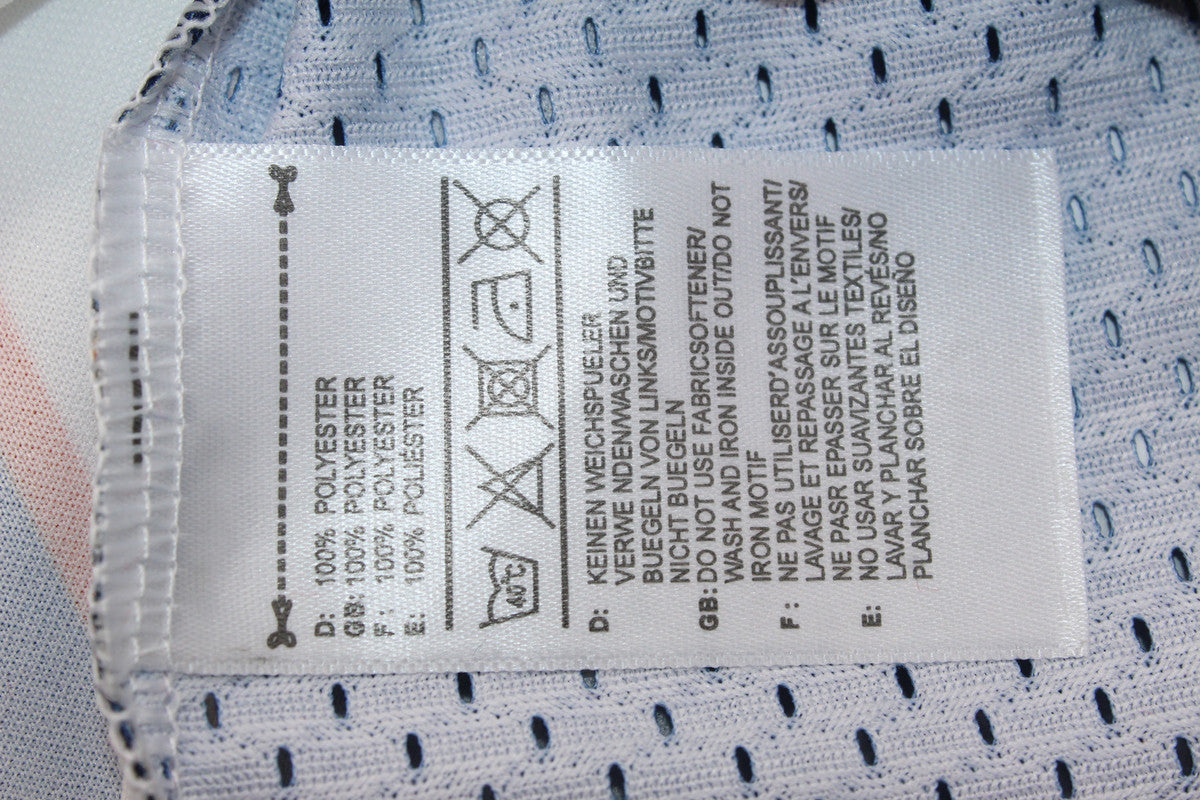 D: 100% POLYESTER
GB: 100% POLYESTER
F : 100% POLYESTER
E: 100% POLIÉSTER
40°C
D: KEINEN WEICHSPUELER
VERWE NDENWASCHEN UND
BUEGELN VON LINKS/MOTIVBITTE
NICHT BUEGELN
GB: DO NOT USE FABRICSOFTENER/
WASH AND IRON INSIDE OUT/DO NOT
IRON MOTIF
F : NE PAS UTILISERD'ASSOUPLISSANT/
LAVAGE ET REPASSAGE A L'ENVERS/
NE PASR EPASSER SUR LE MOTIF
E: NO USAR SUAVIZANTES TEXTILES/
LAVAR Y PLANCHAR AL REVÉS/NO
PLANCHAR SOBRE EL DISEÑO